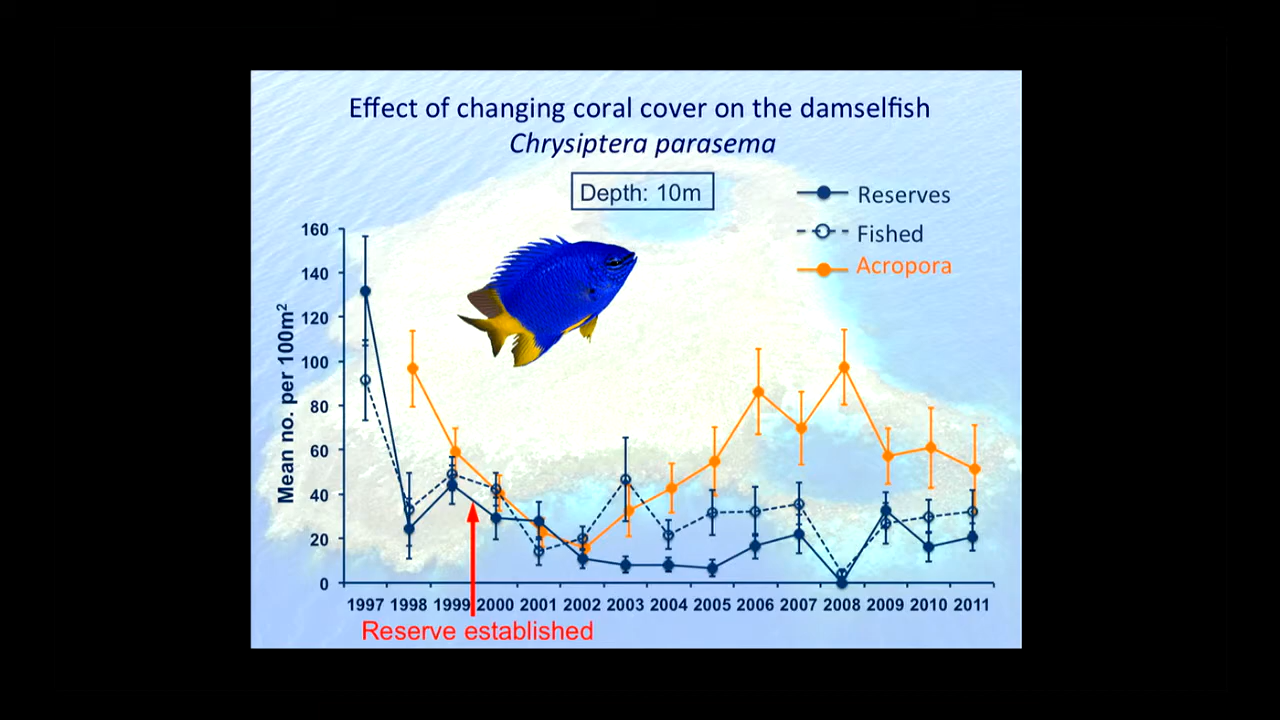 Effect of changing coral cover on the damselfish
Chrysiptera parasema
Depth: 10m
Reserves
Fished
Acropora
Mean no. per 100m²
160
140
120
100
80
60
40
20
0
1997 1998 1999 2000 2001 2002 2003 2004 2005 2006 2007 2008 2009 2010 2011
Reserve established